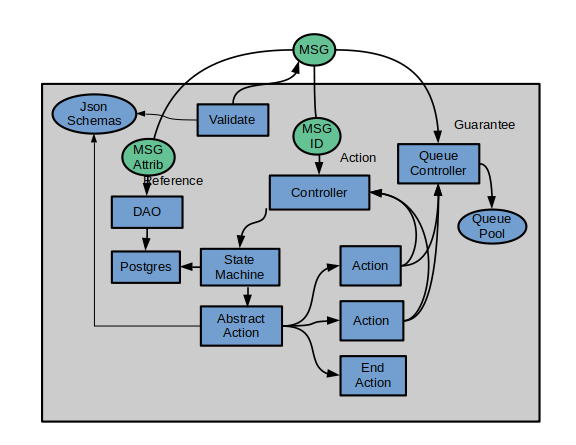 MSG
Json
Schemas
Validate
MSG
ID
Guarantee
MSG
Attrib
Action
Queue
Controller
Reference
Controller
DAO
Queue
Pool
Postgres
State
Machine
Action
Abstract
Action
Action
End
Action